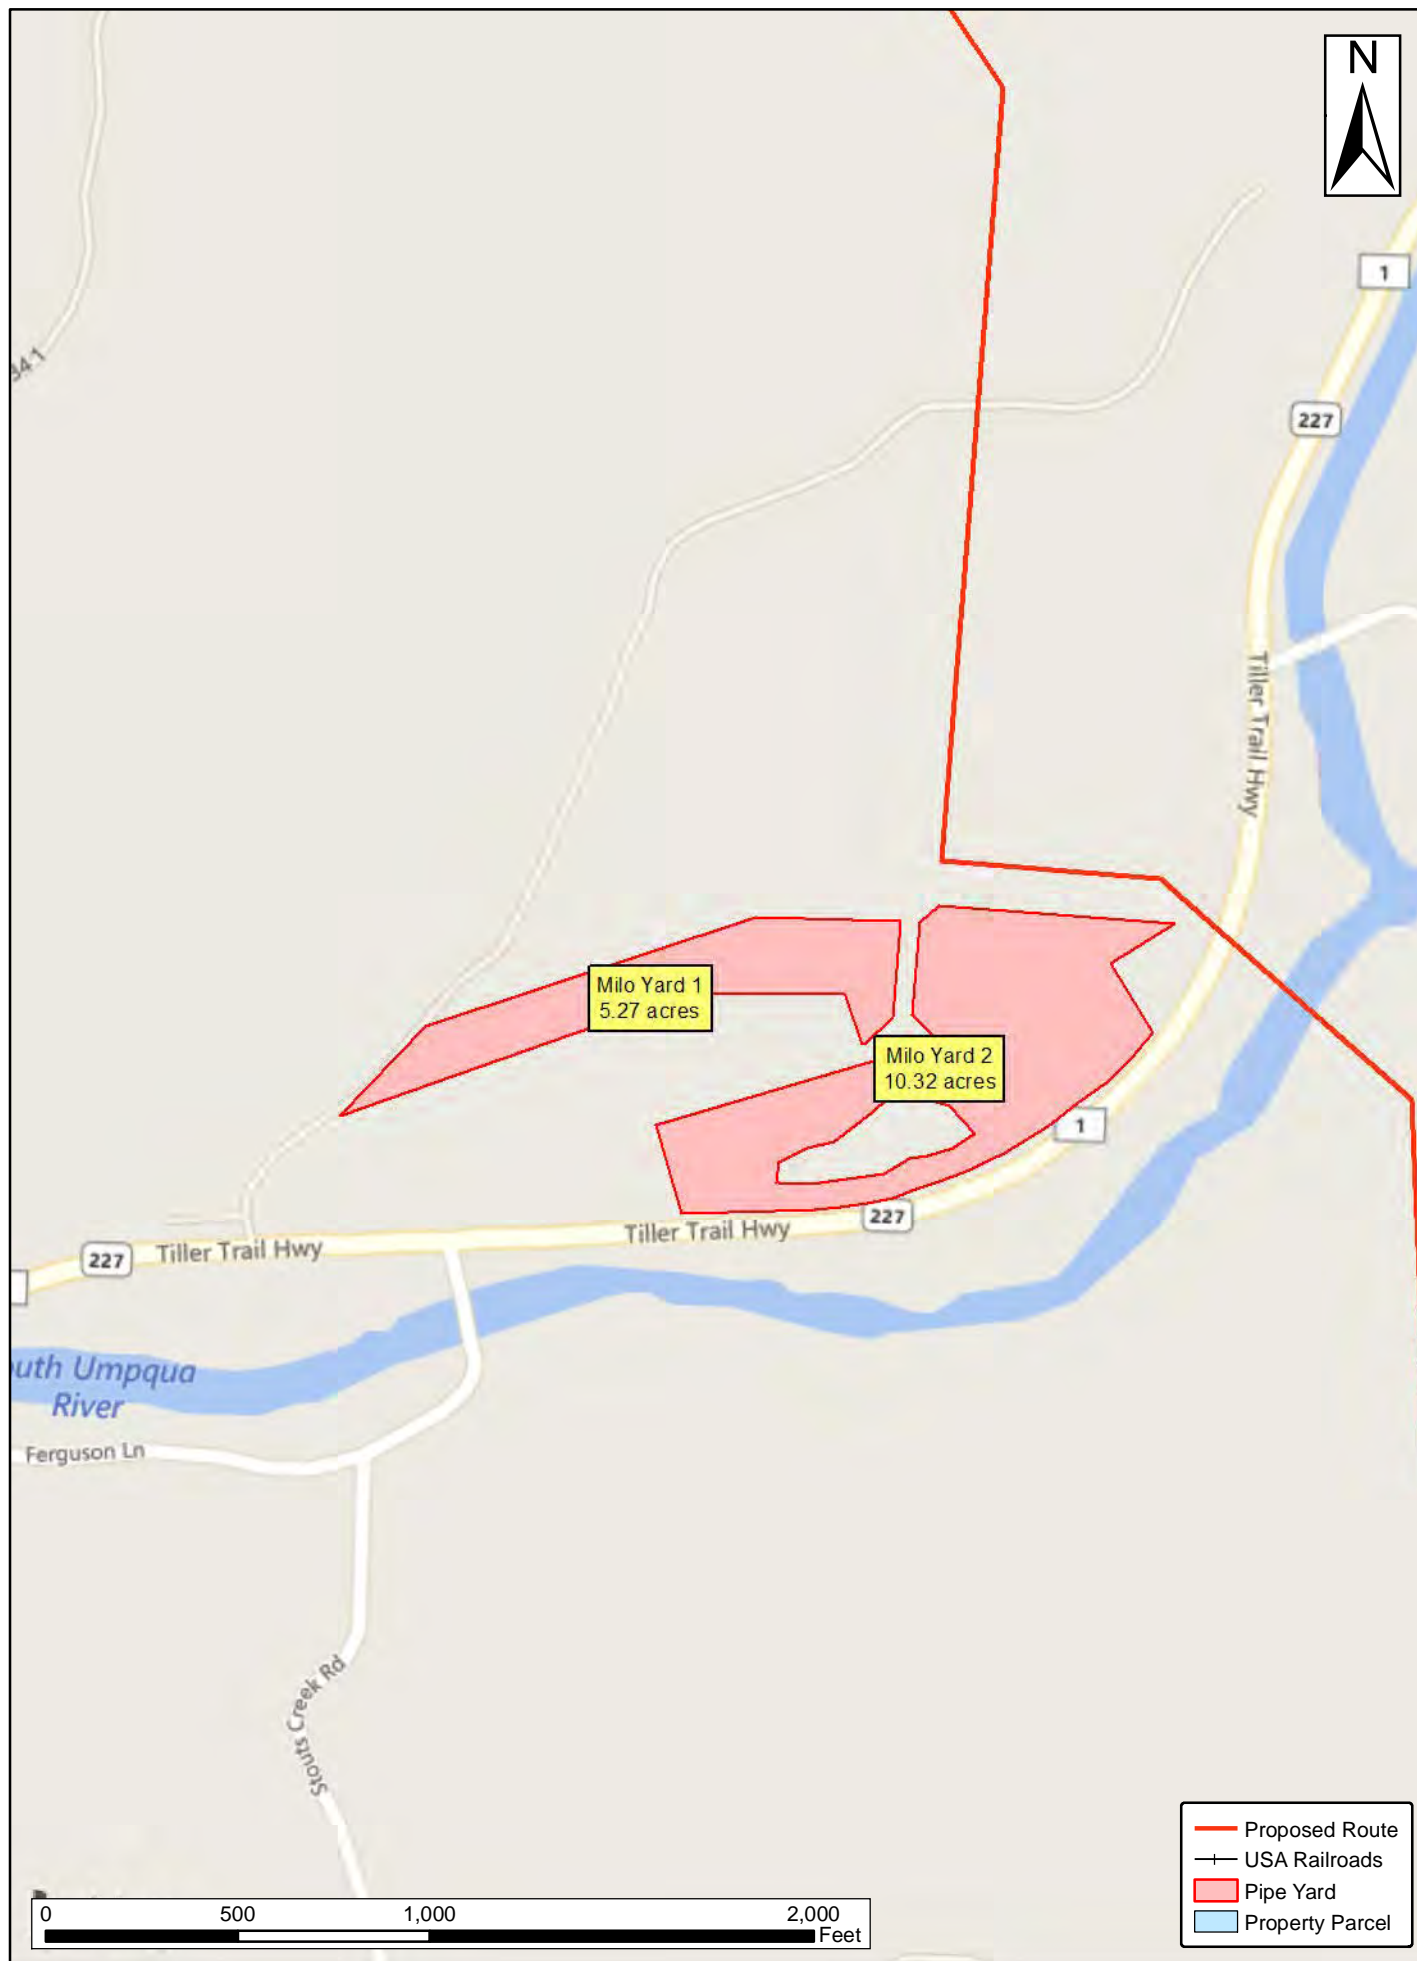 N
1
341
227
Tiller Trail Hwy
Milo Yard 1
5.27 acres
Milo Yard 2
10.32 acres
1
227
Tiller Trail Hwy
227
Tiller Trail Hwy
uth Umpqua
River
Ferguson Ln
Stouts Creek Rd
Proposed Route
USA Railroads
Pipe Yard
Property Parcel
0 500 1,000 2,000
Feet